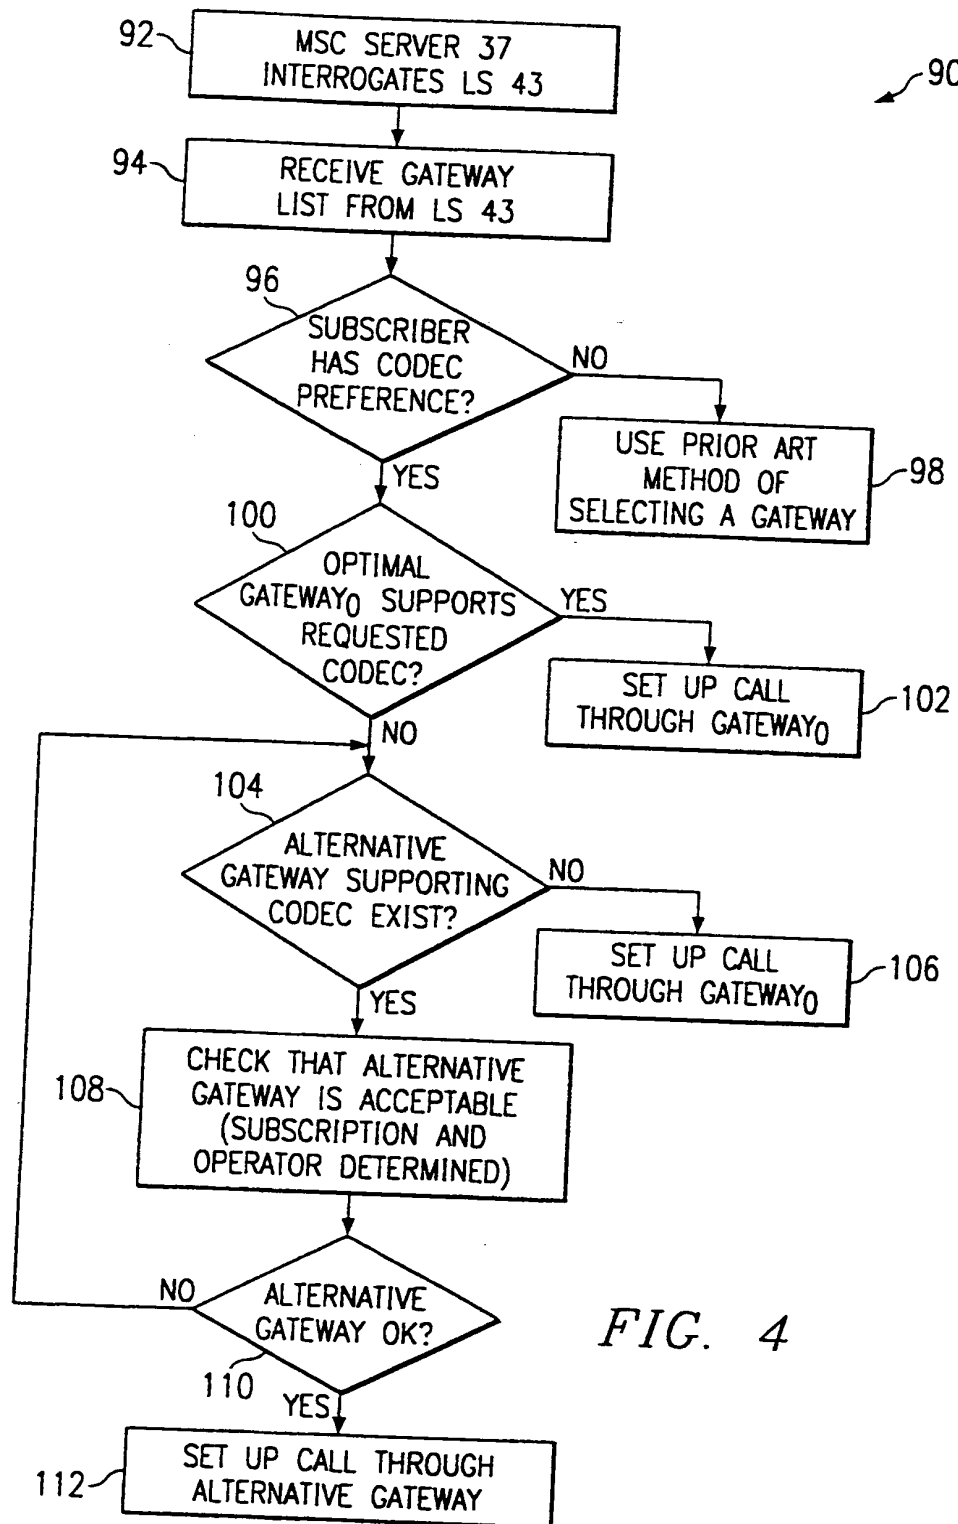 92
MSC SERVER 37
INTERROGATES LS 43
90
94
RECEIVE GATEWAY
LIST FROM LS 43
96
SUBSCRIBER
HAS CODEC
PREFERENCE?
NO
YES
USE PRIOR ART
METHOD OF
SELECTING A GATEWAY
98
100
OPTIMAL
GATEWAY0 SUPPORTS
REQUESTED
CODEC?
YES
NO
SET UP CALL
THROUGH GATEWAY0
102
104
ALTERNATIVE
GATEWAY SUPPORTING
CODEC EXIST?
NO
YES
SET UP CALL
THROUGH GATEWAY0
106
108
CHECK THAT ALTERNATIVE
GATEWAY IS ACCEPTABLE
(SUBSCRIPTION AND
OPERATOR DETERMINED)
NO
ALTERNATIVE
GATEWAY OK?
110
YES
FIG. 4
112
SET UP CALL THROUGH
ALTERNATIVE GATEWAY